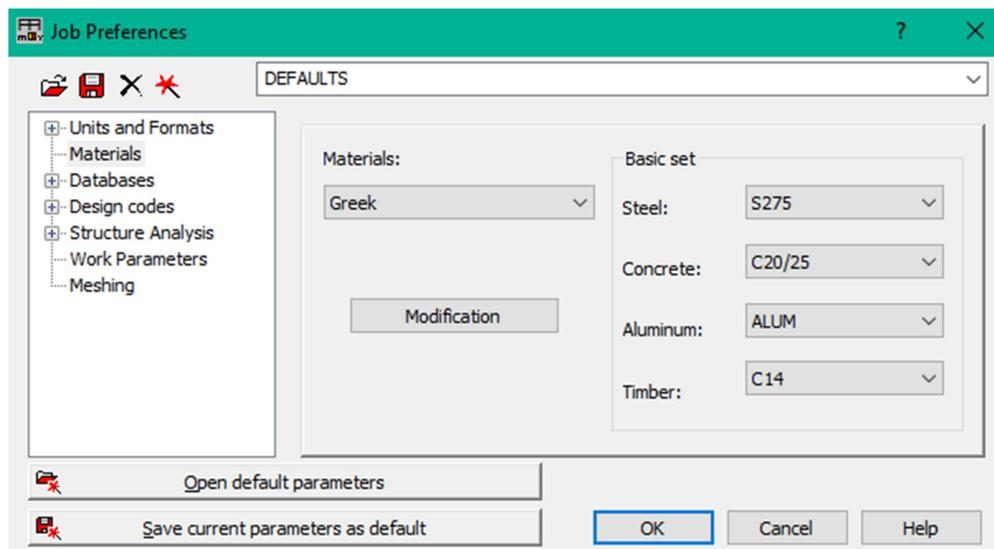 Job Preferences
?
DEFAULTS
Units and Formats
Materials
Databases
Design codes
Structure Analysis
Work Parameters
Meshing
Materials:
Greek
Modification
Basic set
Steel:
S275
Concrete:
C20/25
Aluminum:
ALUM
Timber:
C14
Open default parameters
Save current parameters as default
OK
Cancel
Help